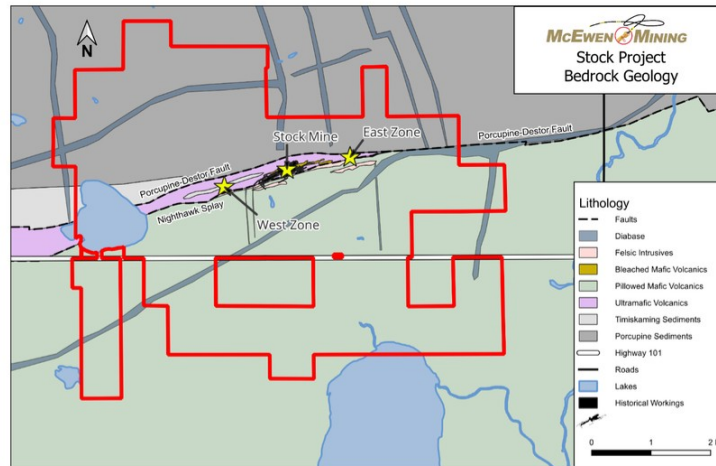 McEWEN MINING
Stock Project
Bedrock Geology
N
East Zone
Stock Mine
Porcupine-Destor Fault
Porcupine-Destor Fault
Nighthawk Splay
West Zone
Lithology
Faults
Diabase
Felsic Intrusives
Bleached Mafic Volcanics
Pillowed Mafic Volcanics
Ultramafic Volcanics
Timiskaming Sediments
Porcupine Sediments
Highway 101
Roads
Lakes
Historical Workings
0 1 2